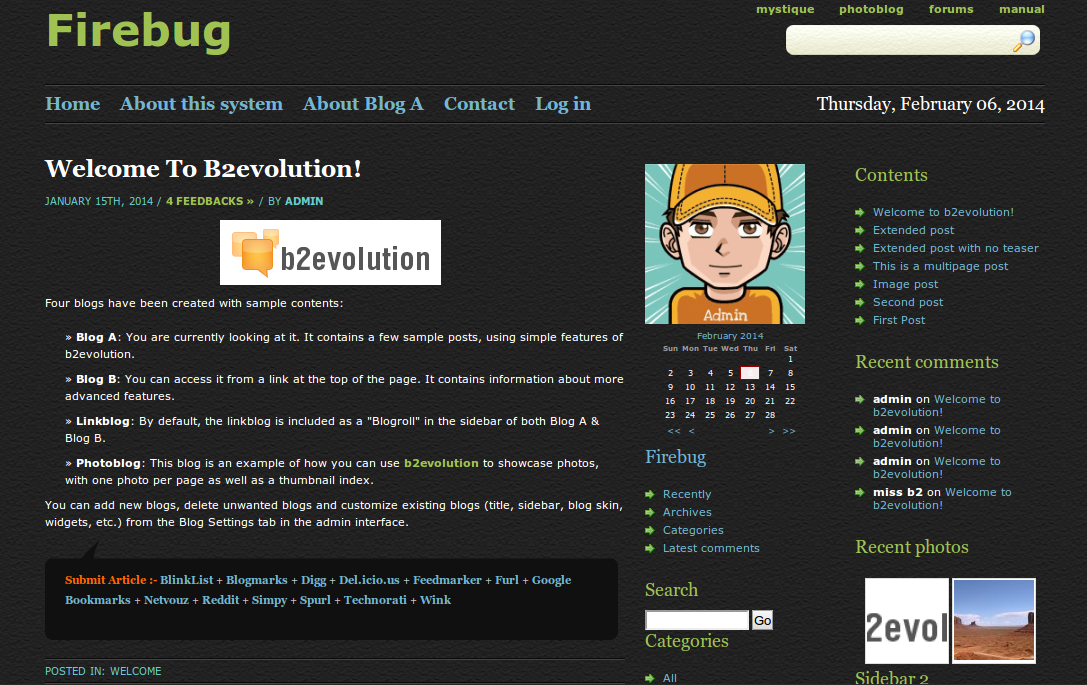 mystique photoblog forums manual
Firebug
Home About this system About Blog A Contact Log in Thursday, February 06, 2014
Welcome To B2evolution!
JANUARY 15TH, 2014 / 4 FEEDBACKS » / BY ADMIN
b2evolution
Four blogs have been created with sample contents:
» Blog A: You are currently looking at it. It contains a few sample posts, using simple features of
b2evolution.
» Blog B: You can access it from a link at the top of the page. It contains information about more
advanced features.
» Linkblog: By default, the linkblog is included as a "Blogroll" in the sidebar of both Blog A &
Blog B.
» Photoblog: This blog is an example of how you can use b2evolution to showcase photos,
with one photo per page as well as a thumbnail index.
You can add new blogs, delete unwanted blogs and customize existing blogs (title, sidebar, blog skin,
widgets, etc.) from the Blog Settings tab in the admin interface.
Submit Article :- BlinkList + Blogmarks + Digg + Del.icio.us + Feedmarker + Furl + Google
Bookmarks + Netvouz + Reddit + Simpy + Spurl + Technorati + Wink
POSTED IN: WELCOME
Admin
February 2014
Sun Mon Tue Wed Thu Fri Sat
1
2 3 4 5 7 8
9 10 11 12 13 14 15
16 17 18 19 20 21 22
23 24 25 26 27 28
<< < > >>
Firebug
Recently
Archives
Categories
Latest comments
Search
Go
Categories
All
Contents
Welcome to b2evolution!
Extended post
Extended post with no teaser
This is a multipage post
Image post
Second post
First Post
Recent comments
admin on Welcome to
b2evolution!
admin on Welcome to
b2evolution!
admin on Welcome to
b2evolution!
miss b2 on Welcome to
b2evolution!
Recent photos
2evol
Sidebar 2